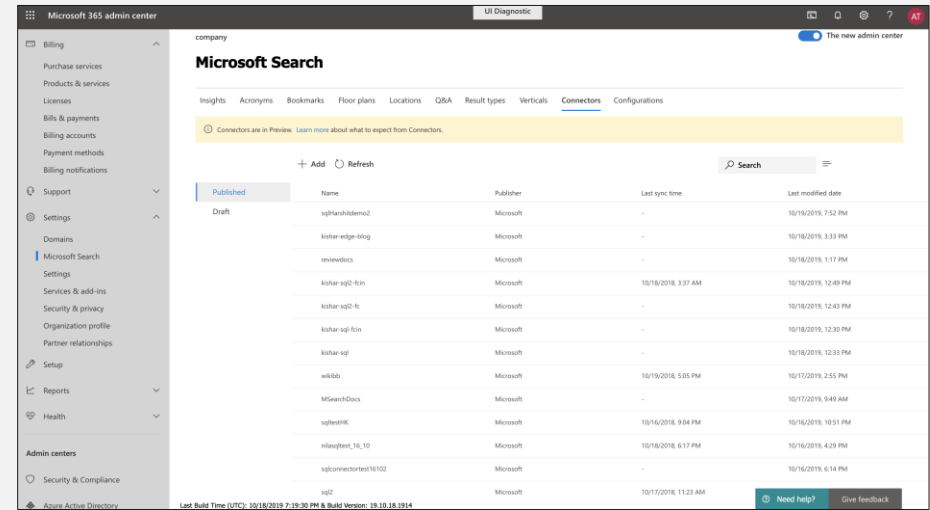 Microsoft 365 admin center
UI Diagnostic
AT
Billing
Purchase services
Products & services
Licenses
Bills & payments
Billing accounts
Payment methods
Billing notifications
Support
Settings
Domains
Microsoft Search
Settings
Services & add-ins
Security & privacy
Organization profile
Partner relationships
Setup
Reports
Health
Admin centers
Security & Compliance
Azure Active Directory
company
The new admin center
Microsoft Search
Insights Acronyms Bookmarks Floor plans Locations Q&A Result types Verticals Connectors Configurations
Connectors are in Preview. Learn more about what to expect from Connectors.
+ Add Refresh Search
Published
Draft
Name Publisher Last sync time Last modified date
sqlHarshitdemo2 Microsoft - 10/19/2019, 7:52 PM
kishar-edge-blog Microsoft - 10/18/2019, 3:33 PM
reviewdocs Microsoft - 10/18/2019, 1:17 PM
kishar-sql2-fcin Microsoft 10/18/2018, 3:37 AM 10/18/2019, 12:49 PM
kishar-sql2-fc Microsoft - 10/18/2019, 12:43 PM
kishar-sql-fcin Microsoft - 10/18/2019, 12:30 PM
kishar-sql Microsoft - 10/18/2019, 12:33 PM
wikibb Microsoft 10/19/2018, 5:05 PM 10/17/2019, 2:55 PM
MSearchDocs Microsoft - 10/17/2019, 9:49 AM
sqltestHK Microsoft 10/16/2018, 9:04 PM 10/16/2019, 10:51 PM
nilasqltest_16_10 Microsoft 10/18/2018, 6:17 PM 10/16/2019, 4:29 PM
sqlconnectortest16102 Microsoft - 10/16/2019, 6:14 PM
sql2 Microsoft 10/17/2018, 11:23 AM
Need help? Give feedback
Last Build Time (UTC): 10/18/2019 7:19:30 PM & Build Version: 19.10.18.1914